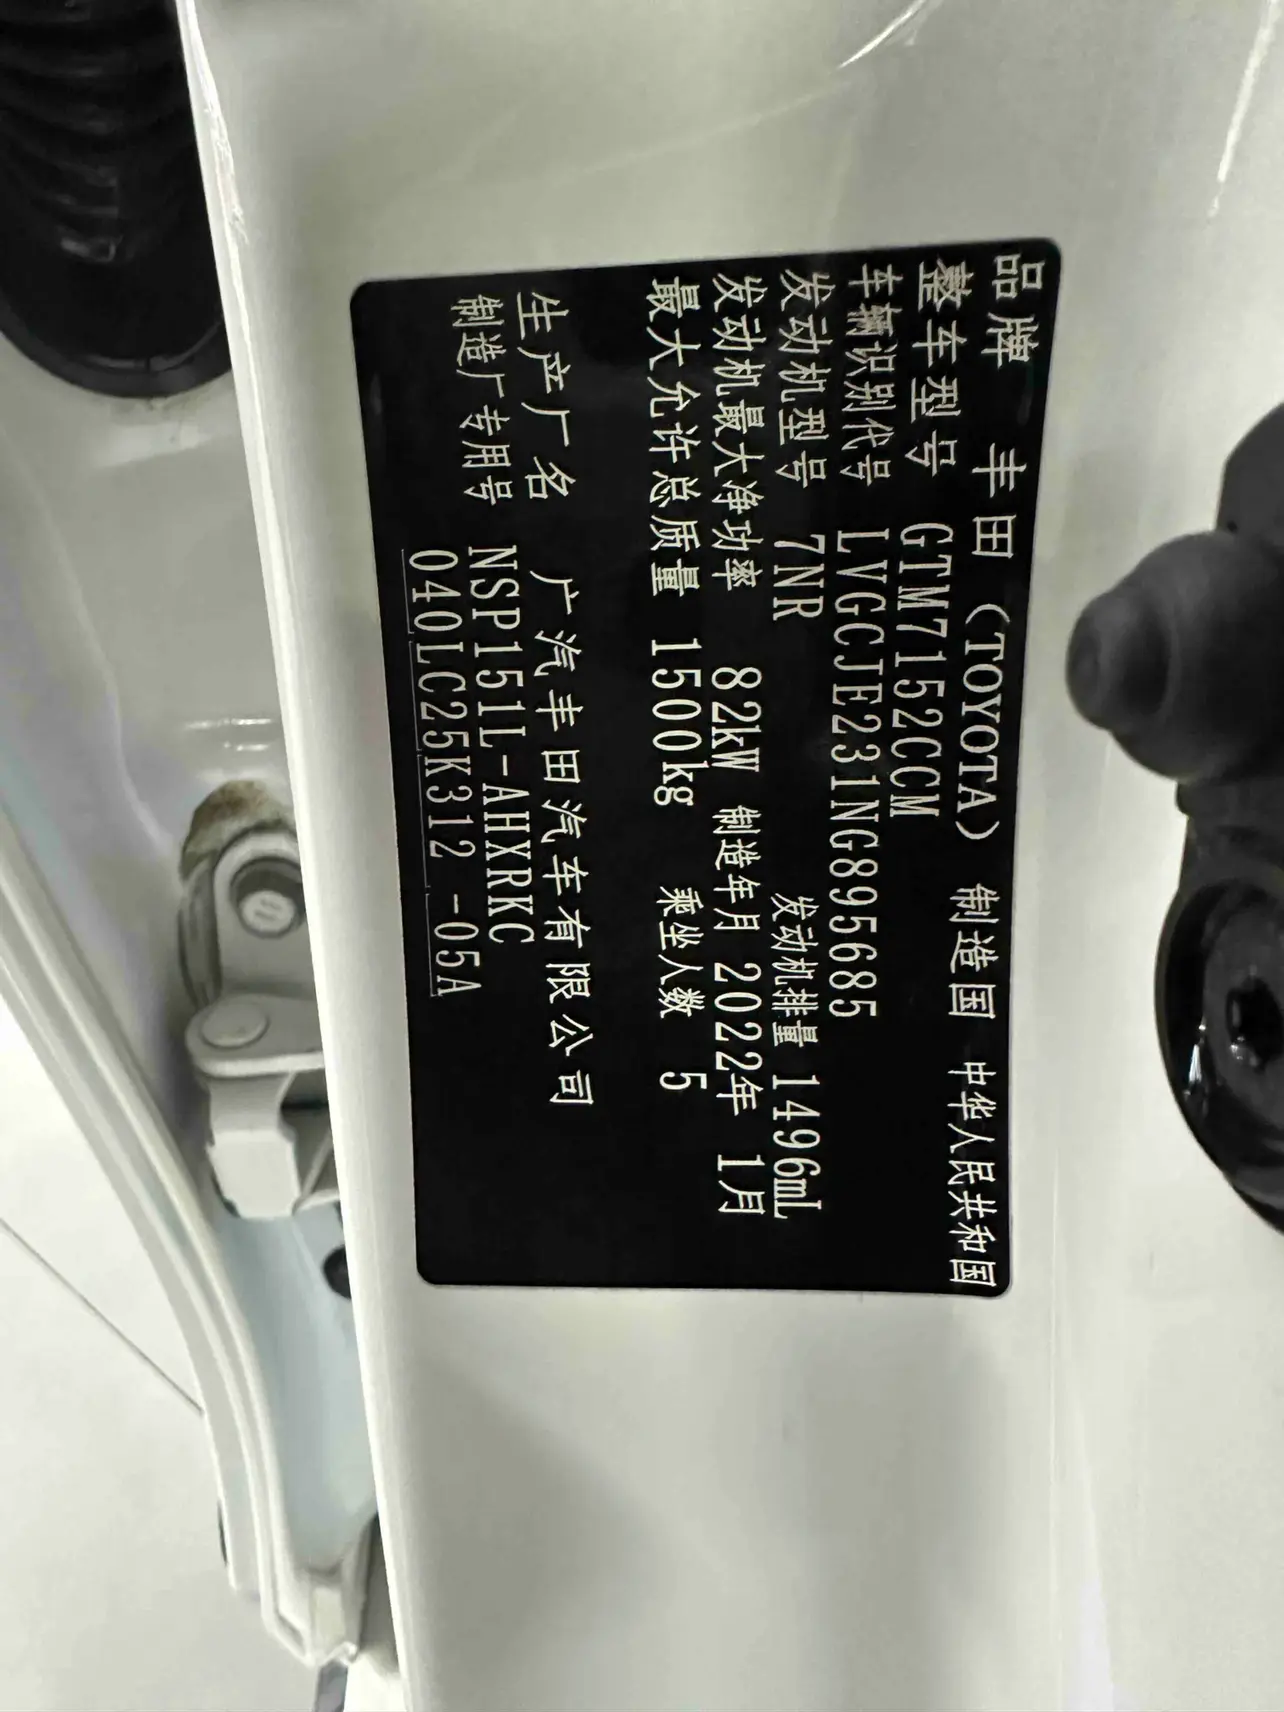 品牌 丰田 （TOYOTA） 制造国 中华人民共和国
整车型号 GTM7152CCM
车辆识别代号 LVGCJE231NG895685
发动机型号 7NR 发动机排量 1496mL
发动机最大净功率 82kW 制造年月 2022年 1月
最大允许总质量 1500kg 乘坐人数 5
生产厂名 广汽丰田汽车有限公司
制造厂专用号 NSP151L-AHXRKC
040LC25K312 -05A